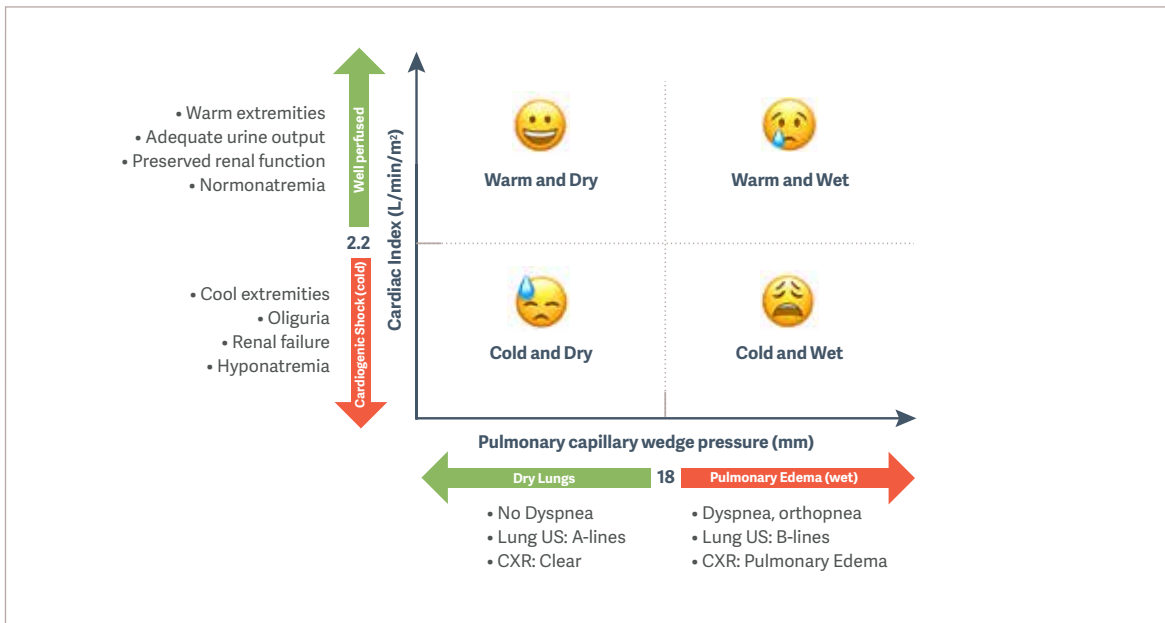 • Warm extremities
• Adequate urine output
• Preserved renal function
• Normonatremia
Well perfused
2.2
Cardiogenic Shock (cold)
• Cool extremities
• Oliguria
• Renal failure
• Hyponatremia
Cardiac Index (L/min/m²)
Warm and Dry
Warm and Wet
Cold and Dry
Cold and Wet
Pulmonary capillary wedge pressure (mm)
Dry Lungs
18
Pulmonary Edema (wet)
• No Dyspnea
• Lung US: A-lines
• CXR: Clear
• Dyspnea, orthopnea
• Lung US: B-lines
• CXR: Pulmonary Edema